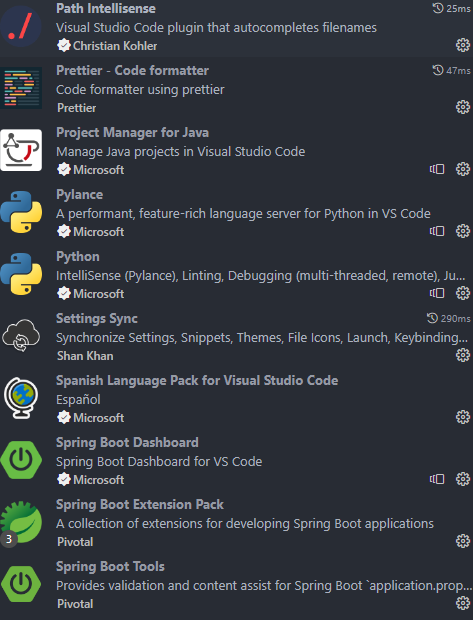 Path Intellisense 25ms
Visual Studio Code plugin that autocompletes filenames
Christian Kohler
Prettier - Code formatter 47ms
Code formatter using prettier
Prettier
Project Manager for Java
Manage Java projects in Visual Studio Code
Microsoft
Pylance
A performant, feature-rich language server for Python in VS Code
Microsoft
Python
IntelliSense (Pylance), Linting, Debugging (multi-threaded, remote), Ju...
Microsoft
Settings Sync 290ms
Synchronize Settings, Snippets, Themes, File Icons, Launch, Keybinding...
Shan Khan
Spanish Language Pack for Visual Studio Code
Español
Microsoft
Spring Boot Dashboard
Spring Boot Dashboard for VS Code
Microsoft
Spring Boot Extension Pack
A collection of extensions for developing Spring Boot applications
3
Pivotal
Spring Boot Tools
Provides validation and content assist for Spring Boot `application.prop...
Pivotal